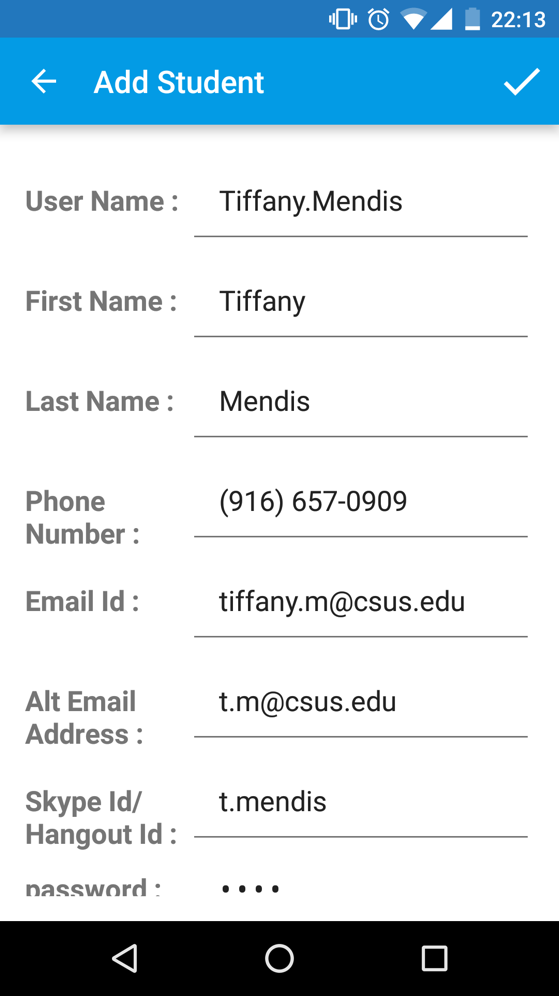 22:13
Add Student
User Name : Tiffany.Mendis
First Name : Tiffany
Last Name : Mendis
Phone (916) 657-0909
Number :
Email Id : tiffany.m@csus.edu
Alt Email t.m@csus.edu
Address :
Skype Id/ t.mendis
Hangout Id :
password : ••••